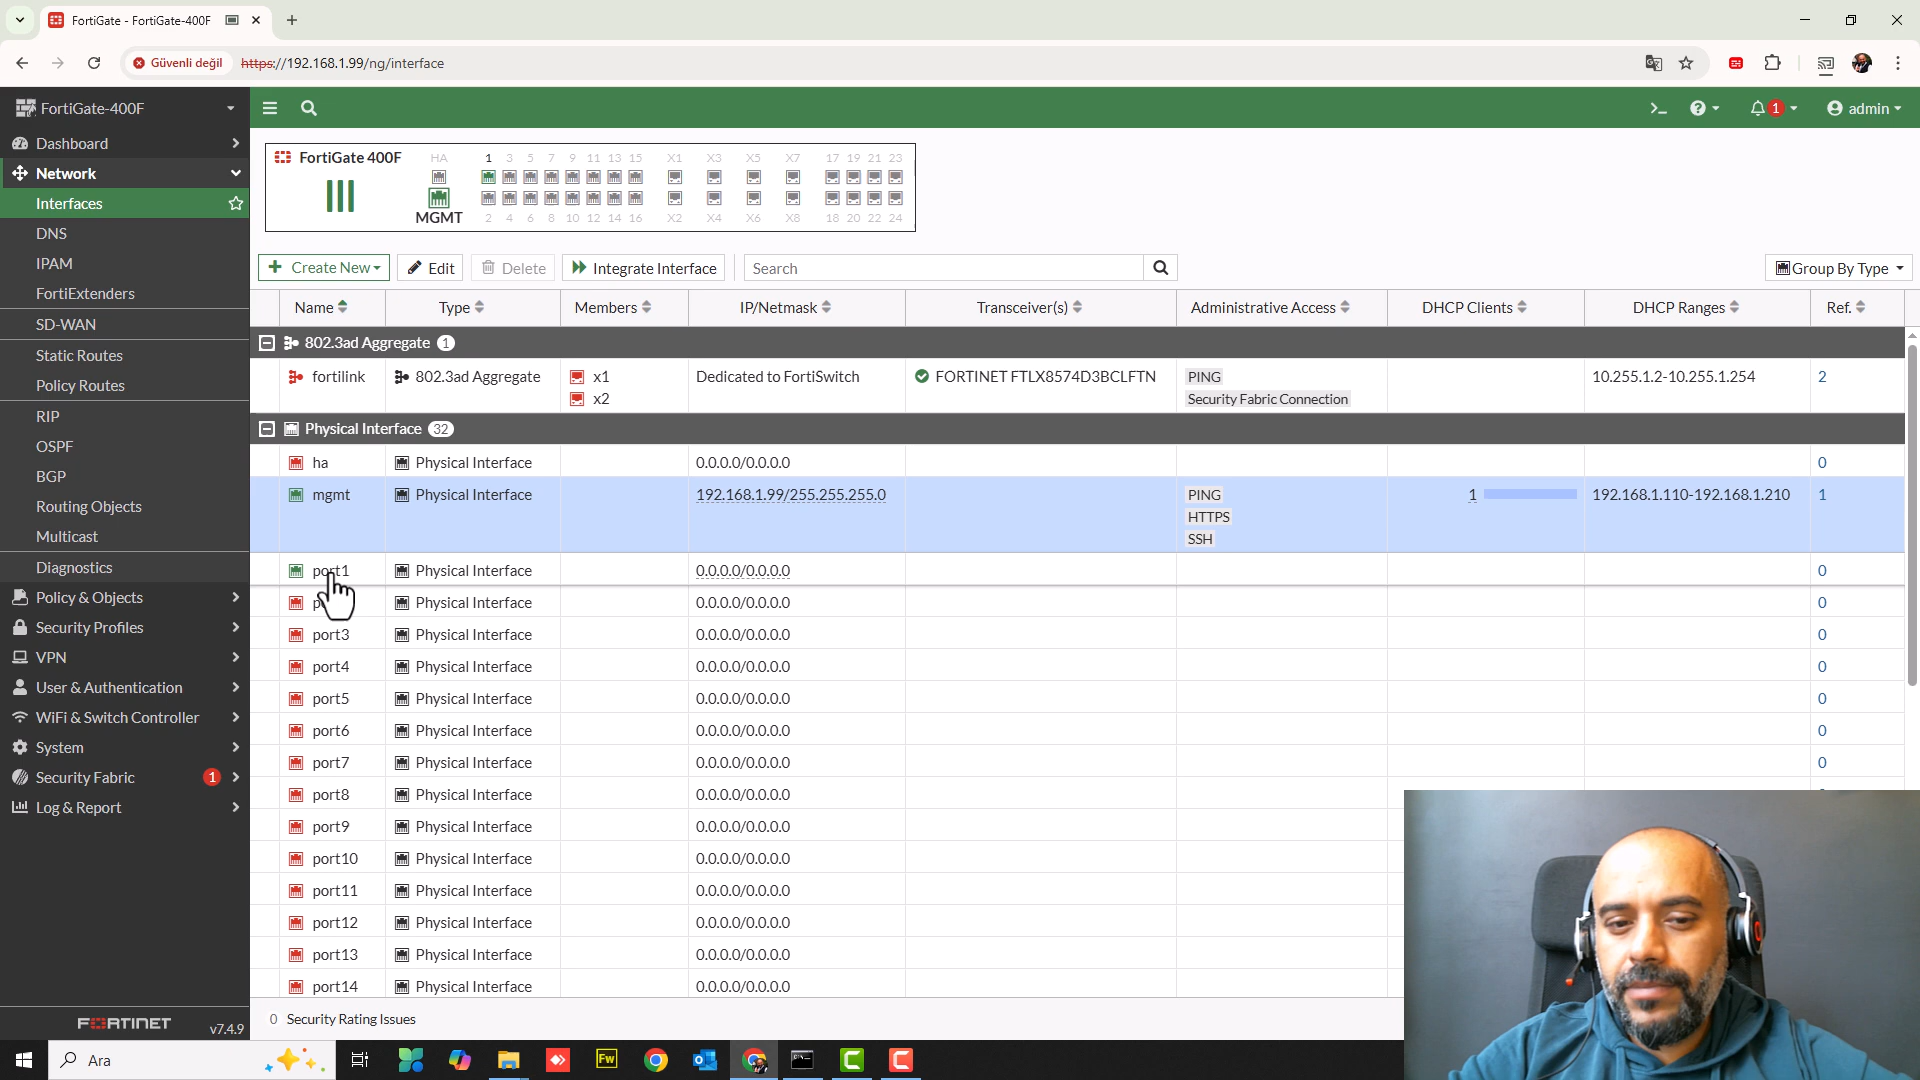 FortiGate - FortiGate-400F
Güvenli değil https://192.168.1.99/ng/interface
FortiGate-400F
1
admin
Dashboard
Network
Interfaces
DNS
IPAM
FortiExtenders
SD-WAN
Static Routes
Policy Routes
RIP
OSPF
BGP
Routing Objects
Multicast
Diagnostics
Policy & Objects
Security Profiles
VPN
User & Authentication
WiFi & Switch Controller
System
Security Fabric 1
Log & Report
FORTINET v7.4.9
FortiGate 400F HA 1 3 5 7 9 11 13 15 X1 X3 X5 X7 17 19 21 23
MGMT 2 4 6 8 10 12 14 16 X2 X4 X6 X8 18 20 22 24
Create New Edit Delete Integrate Interface Search Group By Type
Name Type Members IP/Netmask Transceiver(s) Administrative Access DHCP Clients DHCP Ranges Ref.
802.3ad Aggregate 1
fortilink 802.3ad Aggregate x1 Dedicated to FortiSwitch FORTINET FTLX8574D3BCLFTN PING 10.255.1.2-10.255.1.254 2
x2 Security Fabric Connection
Physical Interface 32
ha Physical Interface 0.0.0.0/0.0.0.0 0
mgmt Physical Interface 192.168.1.99/255.255.255.0 PING 1 192.168.1.110-192.168.1.210 1
HTTPS
SSH
port1 Physical Interface 0.0.0.0/0.0.0.0 0
Physical Interface 0.0.0.0/0.0.0.0 0
port3 Physical Interface 0.0.0.0/0.0.0.0 0
port4 Physical Interface 0.0.0.0/0.0.0.0 0
port5 Physical Interface 0.0.0.0/0.0.0.0 0
port6 Physical Interface 0.0.0.0/0.0.0.0 0
port7 Physical Interface 0.0.0.0/0.0.0.0 0
port8 Physical Interface 0.0.0.0/0.0.0.0
port9 Physical Interface 0.0.0.0/0.0.0.0
port10 Physical Interface 0.0.0.0/0.0.0.0
port11 Physical Interface 0.0.0.0/0.0.0.0
port12 Physical Interface 0.0.0.0/0.0.0.0
port13 Physical Interface 0.0.0.0/0.0.0.0
port14 Physical Interface 0.0.0.0/0.0.0.0
0 Security Rating Issues
Ara
Fw